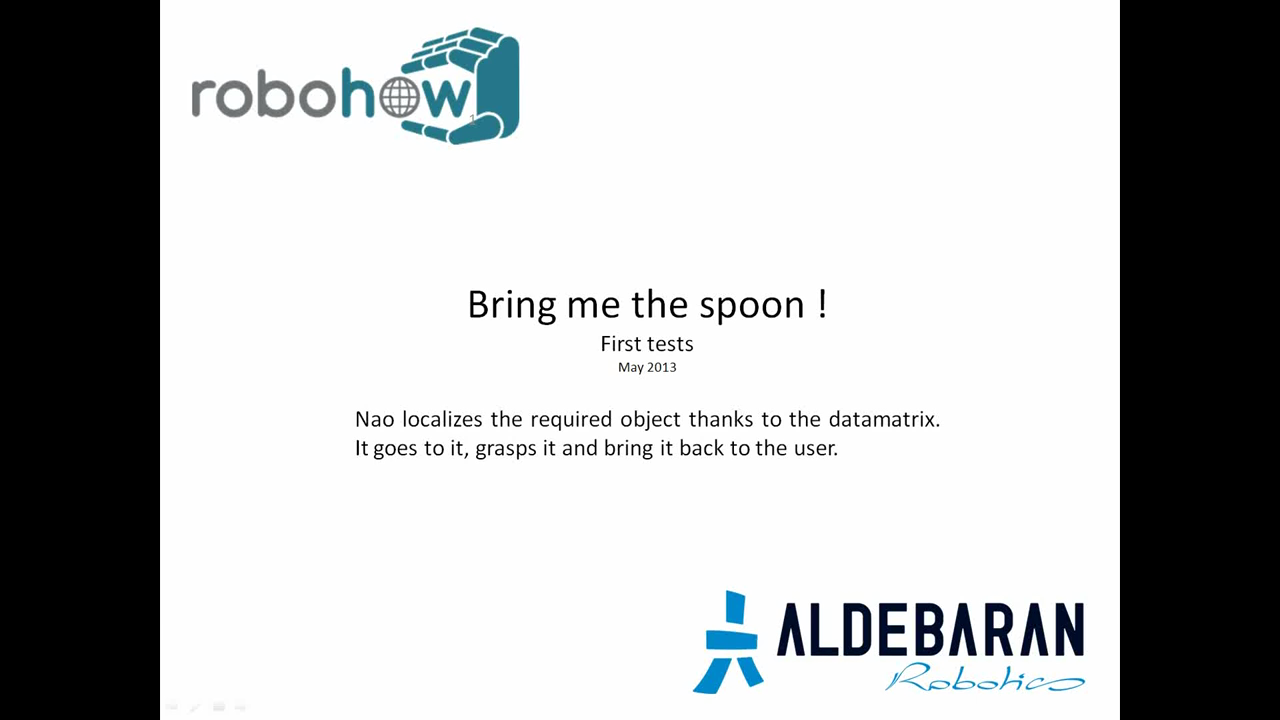 robohow
Bring me the spoon !
First tests
May 2013
Nao localizes the required object thanks to the datamatrix.
It goes to it, grasps it and bring it back to the user.
ALDEBARAN
Robotics